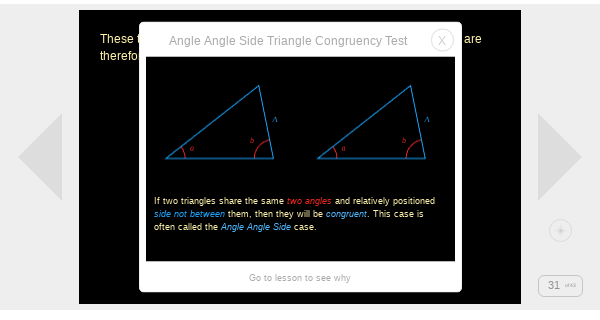 Angle Angle Side Triangle Congruency Test
X
These
are
therefo
A
A
a
b
a
b
If two triangles share the same two angles and relatively positioned
side not between them, then they will be congruent. This case is
often called the Angle Angle Side case.
Go to lesson to see why
31